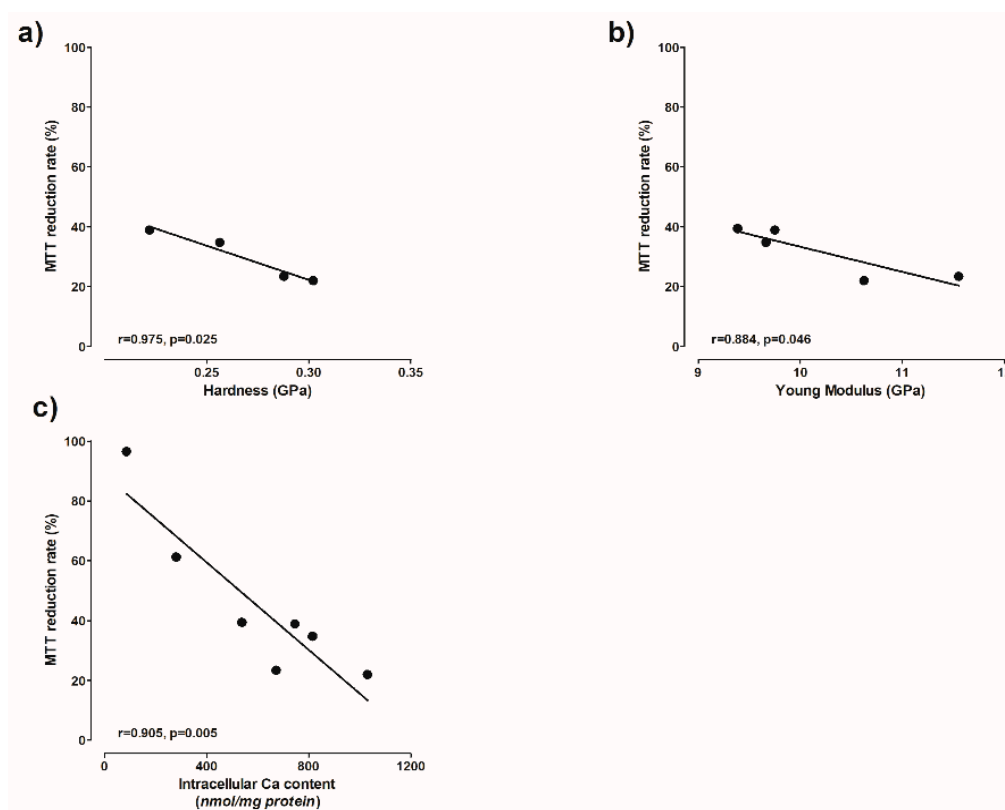 a)
100
80
60
40
20
0
MTT reduction rate (%)
r=0.975, p=0.025
0.25 0.30 0.35
Hardness (GPa)
b)
100
80
60
40
20
0
MTT reduction rate (%)
r=0.884, p=0.046
9 10 11 1
Young Modulus (GPa)
c)
100
80
60
40
20
0
MTT reduction rate (%)
r=0.905, p=0.005
0 400 800 1200
Intracellular Ca content
(nmol/mg protein)